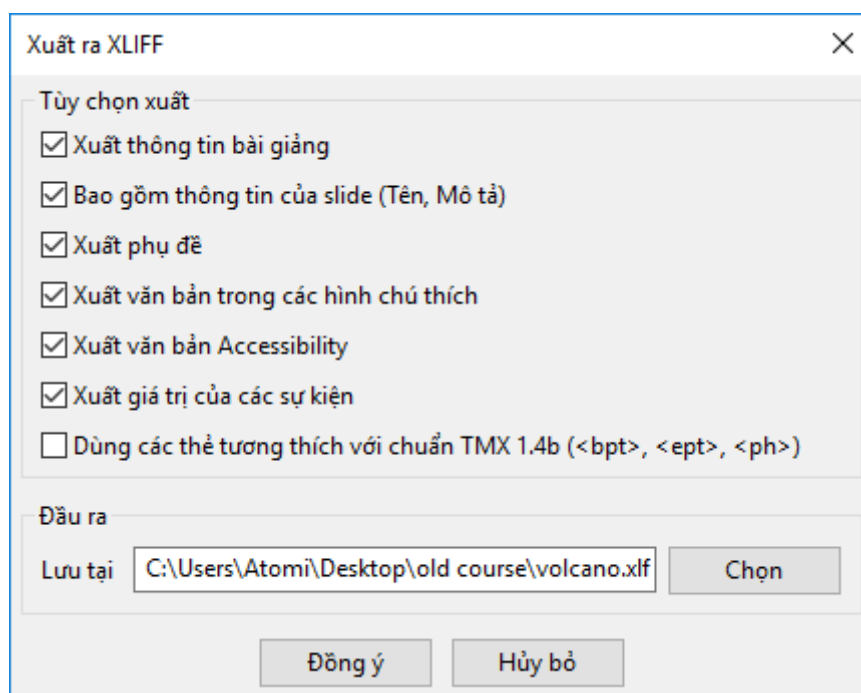 Xuất ra XLIFF
Tùy chọn xuất
Xuất thông tin bài giảng
Bao gồm thông tin của slide (Tên, Mô tả)
Xuất phụ đề
Xuất văn bản trong các hình chú thích
Xuất văn bản Accessibility
Xuất giá trị của các sự kiện
Dùng các thẻ tương thích với chuẩn TMX 1.4b (<bpt>, <ept>, <ph>)
Đầu ra
Lưu tại C:\Users\Atomi\Desktop\old course\volcano.xlf Chọn
Đồng ý Hủy bỏ